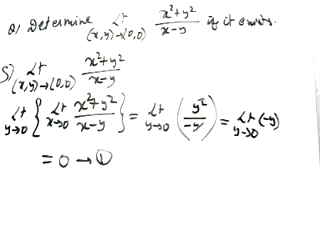 Q) Determine Lt (x,y)→(0,0) x²+y² / x-y if it exists.
S) Lt (x,y)→(0,0) x²+y² / x-y
Lt y→0 { Lt x→0 x²+y² / x-y } = Lt y→0 ( y² / -y ) = Lt y→0 (-y)
= 0 → ①